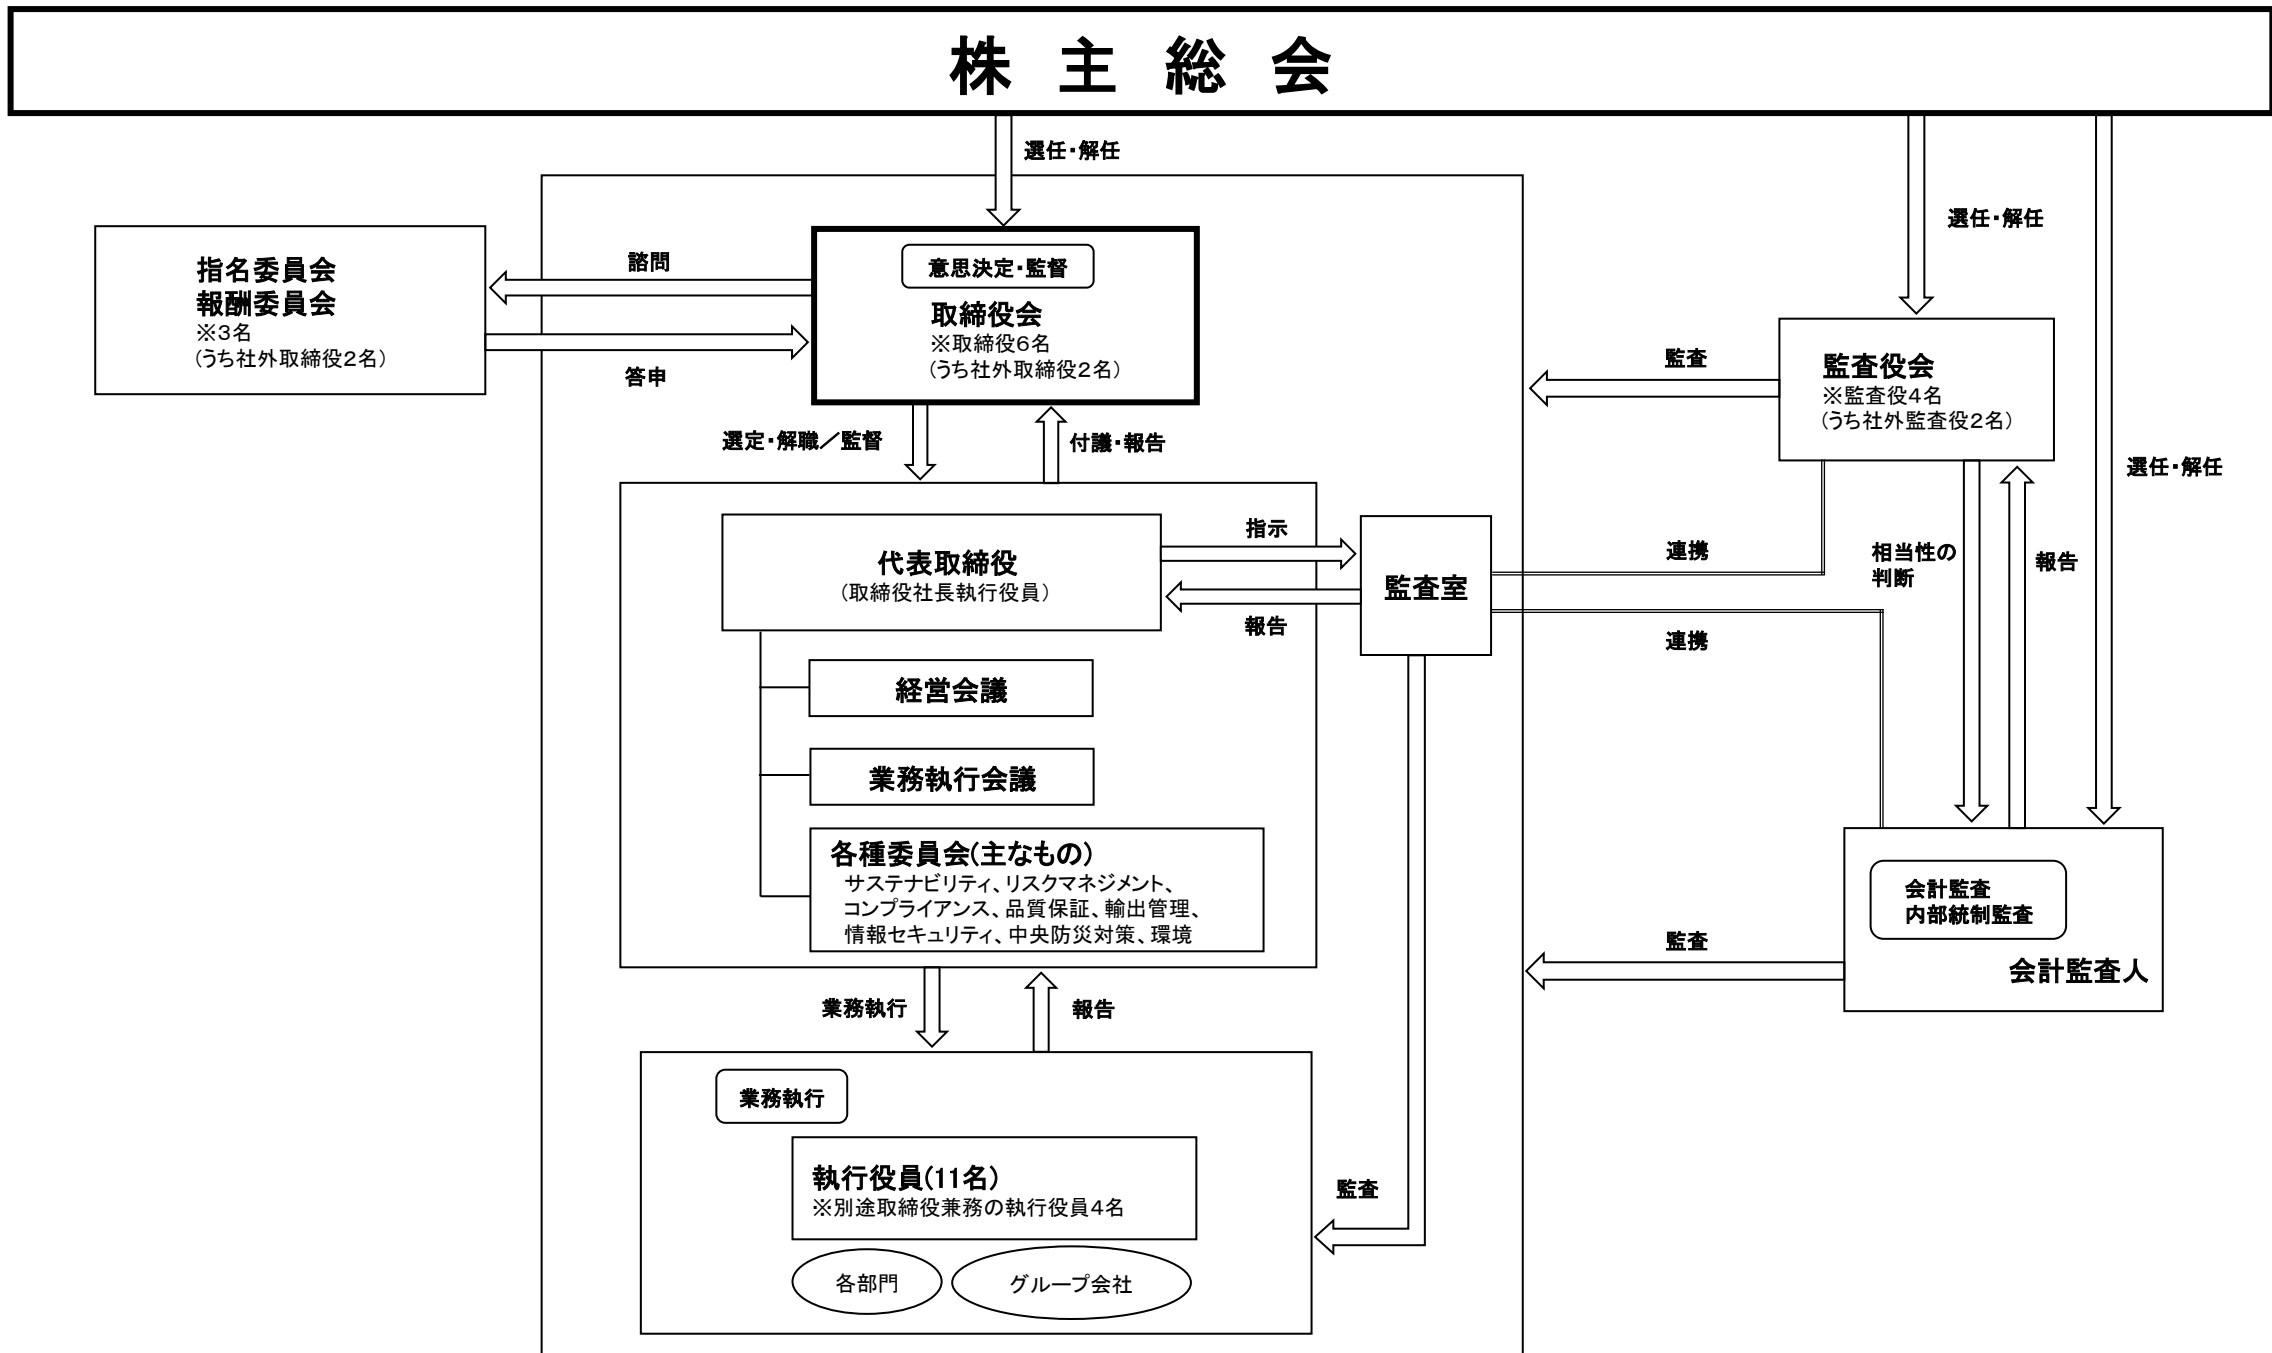 株主総会
選任・解任
選任・解任
選任・解任
指名委員会
報酬委員会
※3名
(うち社外取締役2名)
諮問
答申
意思決定・監督
取締役会
※取締役6名
(うち社外取締役2名)
監査
監査役会
※監査役4名
(うち社外監査役2名)
選定・解職／監督
付議・報告
代表取締役
(取締役社長執行役員)
指示
報告
監査室
連携
連携
相当性の
判断
報告
経営会議
業務執行会議
各種委員会(主なもの)
サステナビリティ、リスクマネジメント、
コンプライアンス、品質保証、輸出管理、
情報セキュリティ、中央防災対策、環境
会計監査
内部統制監査
会計監査人
監査
業務執行
報告
業務執行
執行役員(11名)
※別途取締役兼務の執行役員4名
監査
各部門
グループ会社